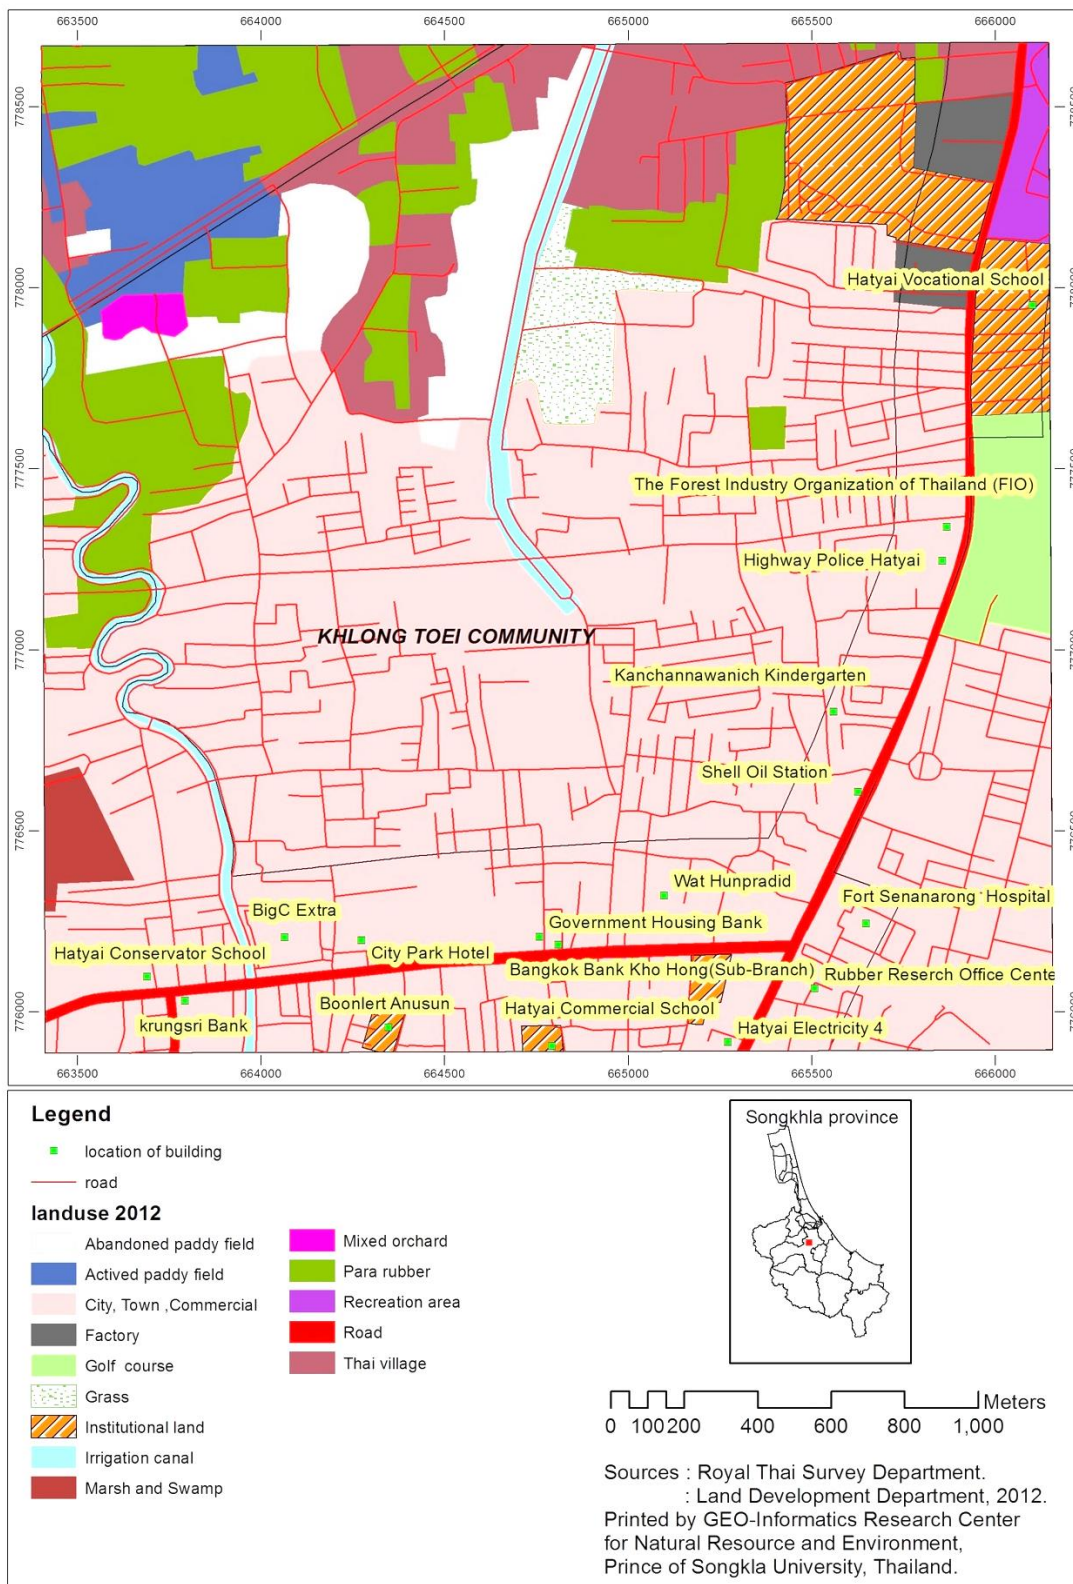 663500 664000 664500 665000 665500 666000
778500 778500
778000 778000
777500 777500
777000 777000
776500 776500
776000 776000
Hatyai Vocational School
The Forest Industry Organization of Thailand (FIO)
Highway Police Hatyai
KHLONG TOEI COMMUNITY
Kanchannawanich Kindergarten
Shell Oil Station
Wat Hunpradid
Fort Senanarong Hospital
BigC Extra
Government Housing Bank
Hatyai Conservator School
City Park Hotel
Bangkok Bank Kho Hong(Sub-Branch)
Rubber Reserch Office Cente
Boonlert Anusun
Hatyai Commercial School
krungsri Bank
Hatyai Electricity 4
663500 664000 664500 665000 665500 666000
Legend
location of building
road
landuse 2012
Abandoned paddy field
Actived paddy field
City, Town ,Commercial
Factory
Golf course
Grass
Institutional land
Irrigation canal
Marsh and Swamp
Mixed orchard
Para rubber
Recreation area
Road
Thai village
Songkhla province
Meters
0 100 200 400 600 800 1,000
Sources : Royal Thai Survey Department.
: Land Development Department, 2012.
Printed by GEO-Informatics Research Center
for Natural Resource and Environment,
Prince of Songkla University, Thailand.